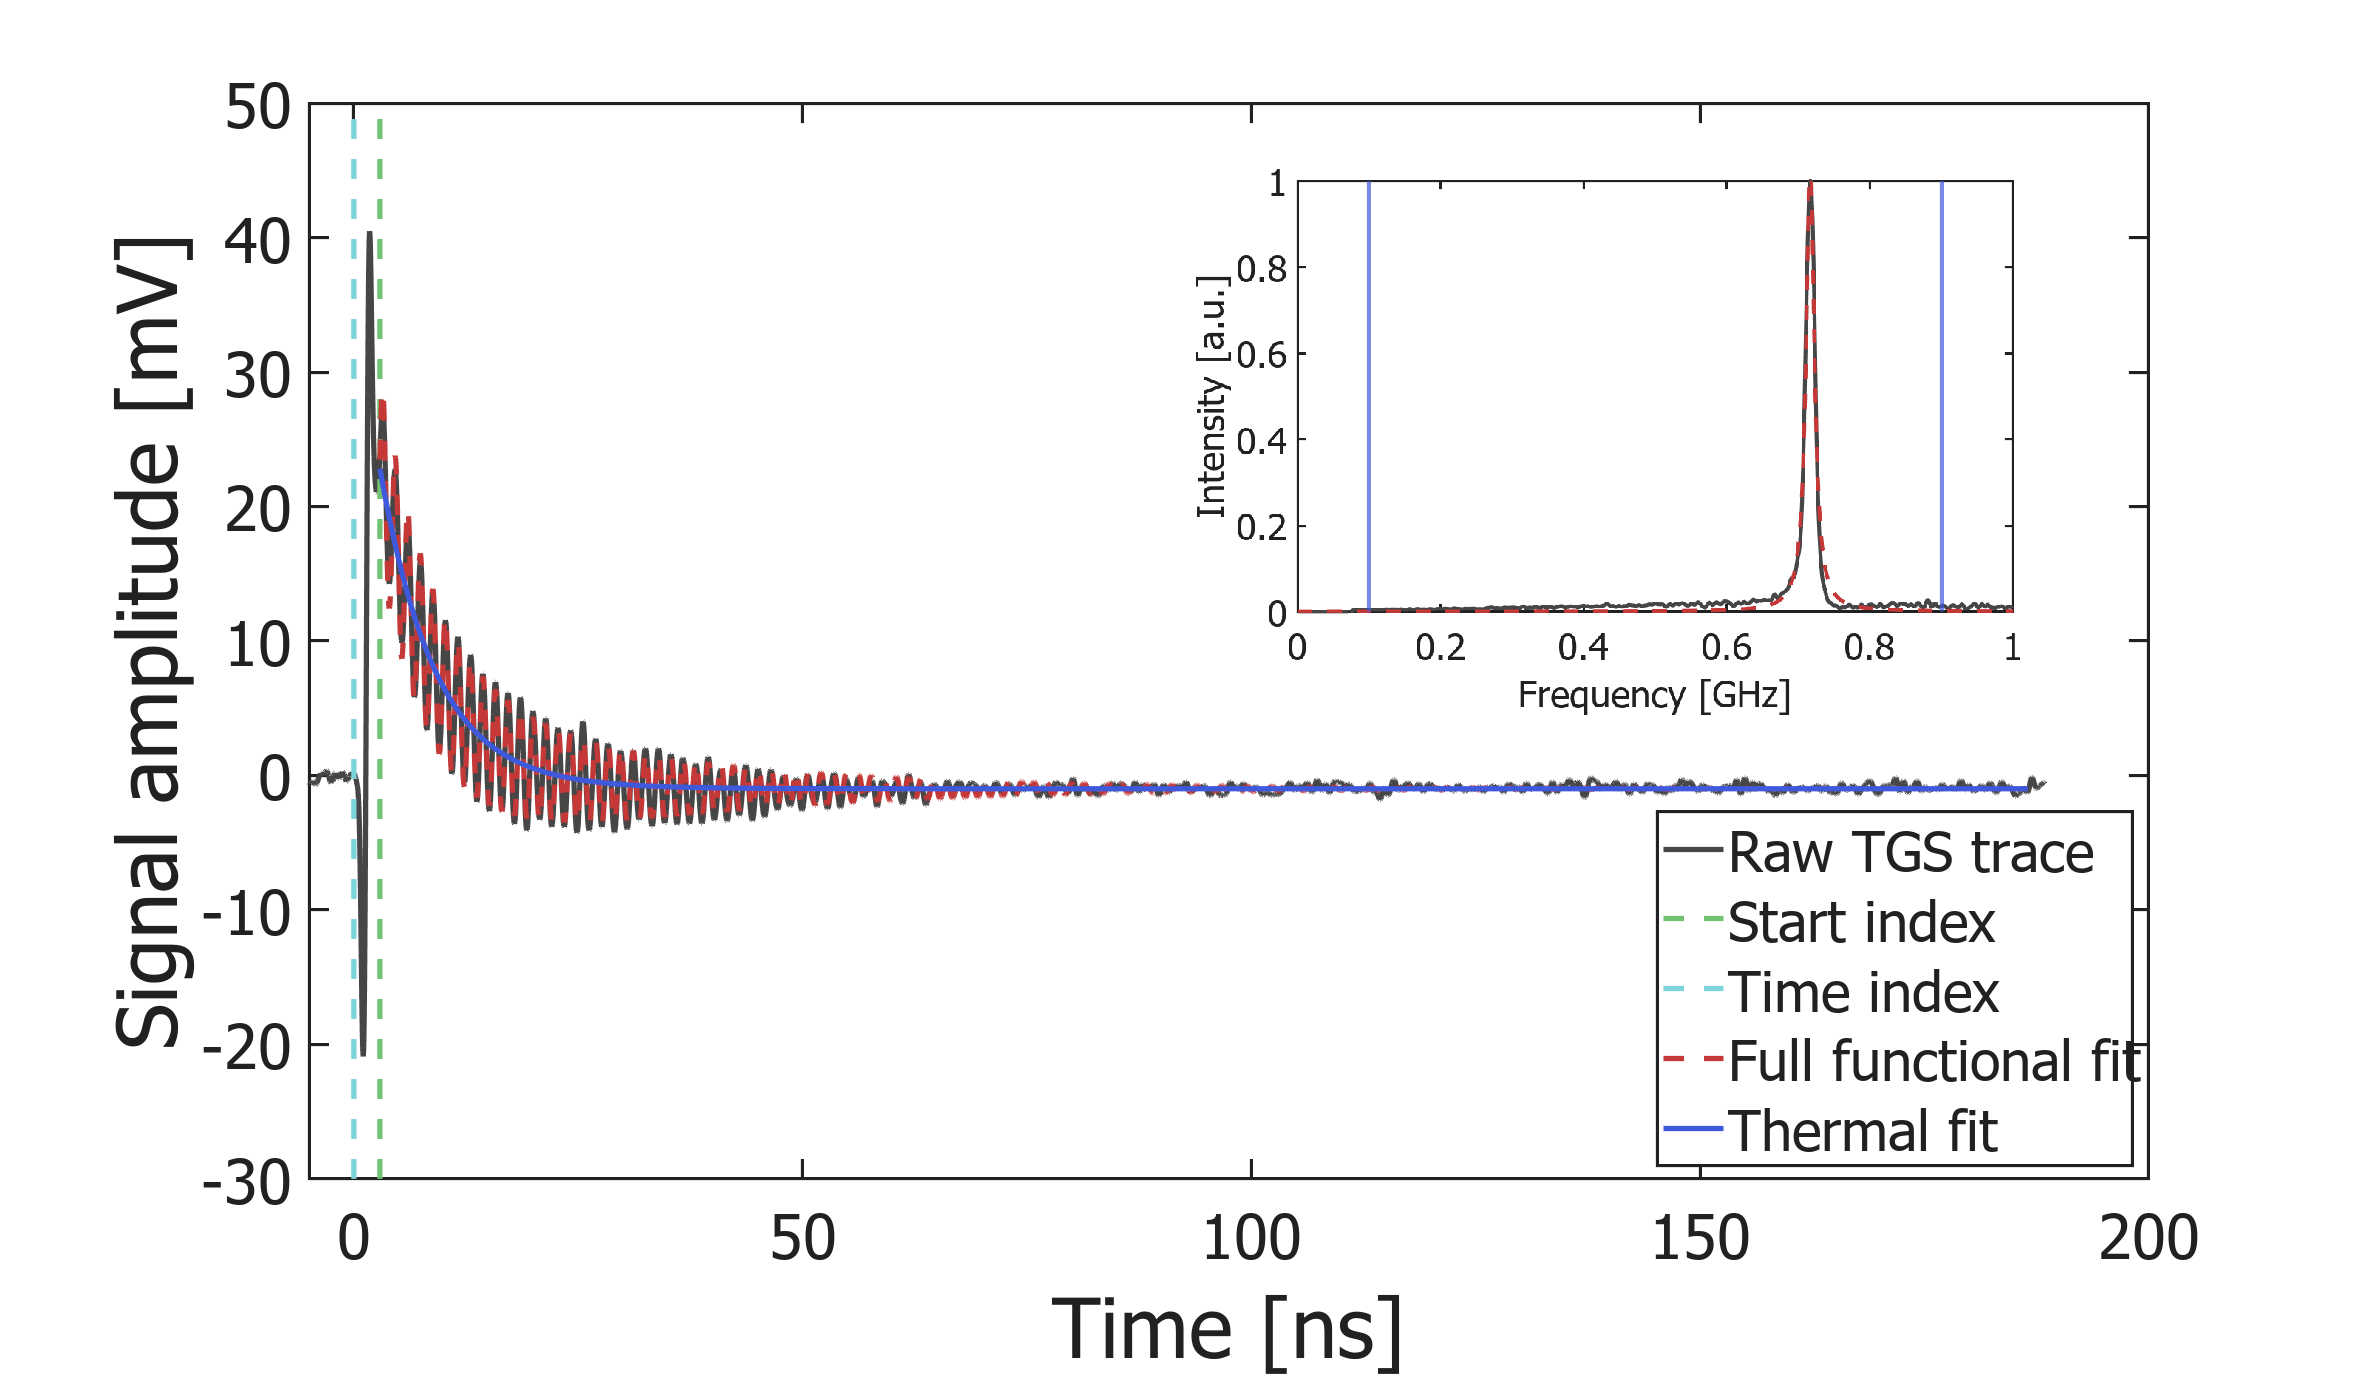 50
40
30
20
10
0
-10
-20
-30
Signal amplitude [mV]
0
50
100
150
200
Time [ns]
1
0.8
0.6
0.4
0.2
0
Intensity [a.u.]
0
0.2
0.4
0.6
0.8
1
Frequency [GHz]
Raw TGS trace
Start index
Time index
Full functional fit
Thermal fit